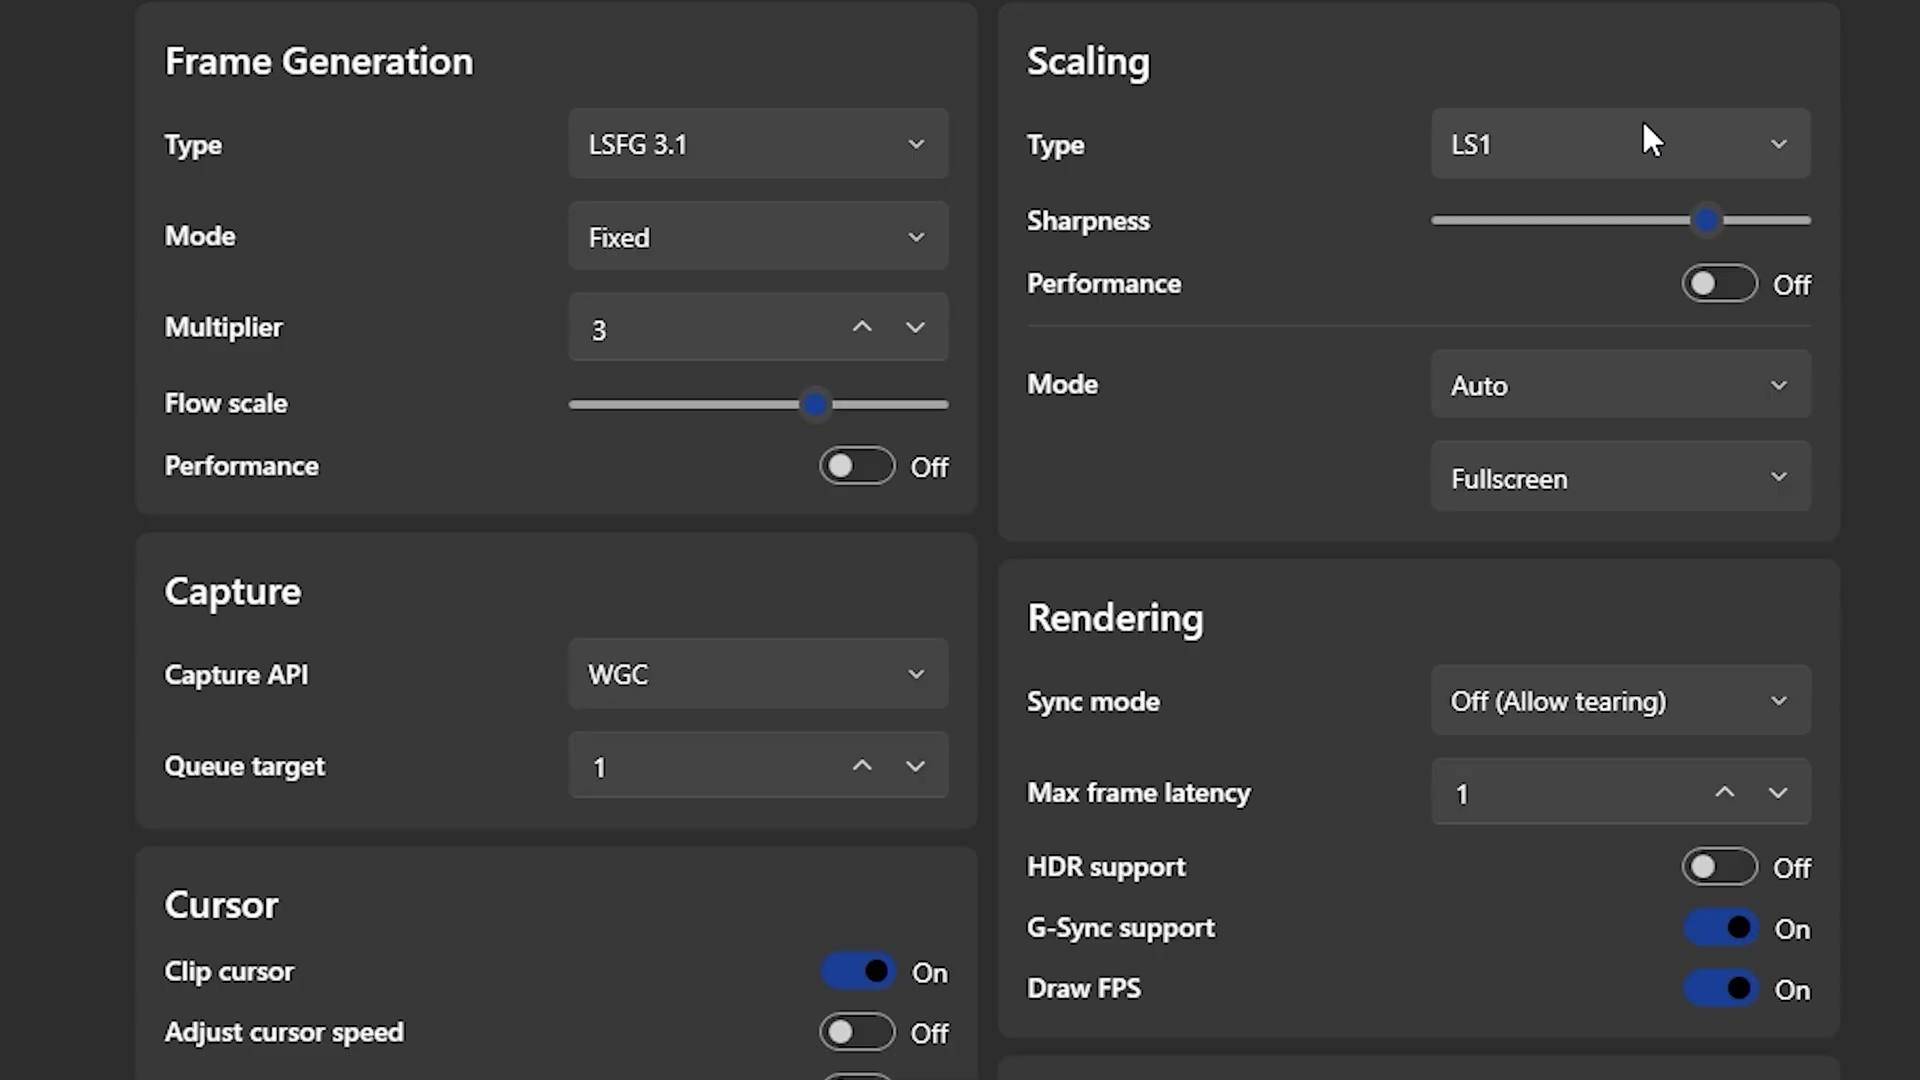 Frame Generation
Type
LSFG 3.1
Mode
Fixed
Multiplier
3
Flow scale
Performance
Off
Capture
Capture API
WGC
Queue target
1
Cursor
Clip cursor
On
Adjust cursor speed
Off
Scaling
Type
LS1
Sharpness
Performance
Off
Mode
Auto
Fullscreen
Rendering
Sync mode
Off (Allow tearing)
Max frame latency
1
HDR support
Off
G-Sync support
On
Draw FPS
On